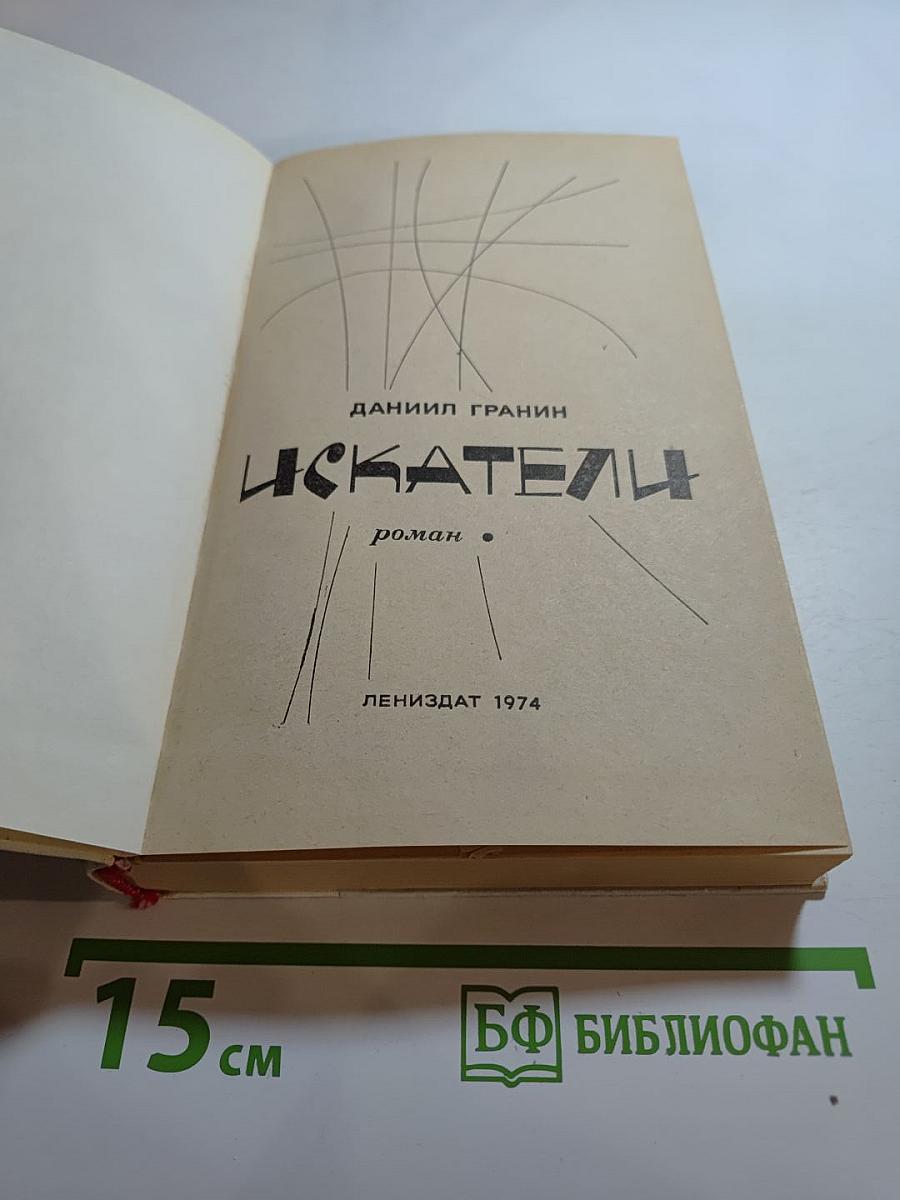 ДАНИИЛ ГРАНИН
ИСКАТЕЛИ
роман
ЛЕНИЗДАТ 1974
15 см
БФ БИБЛИОФАН